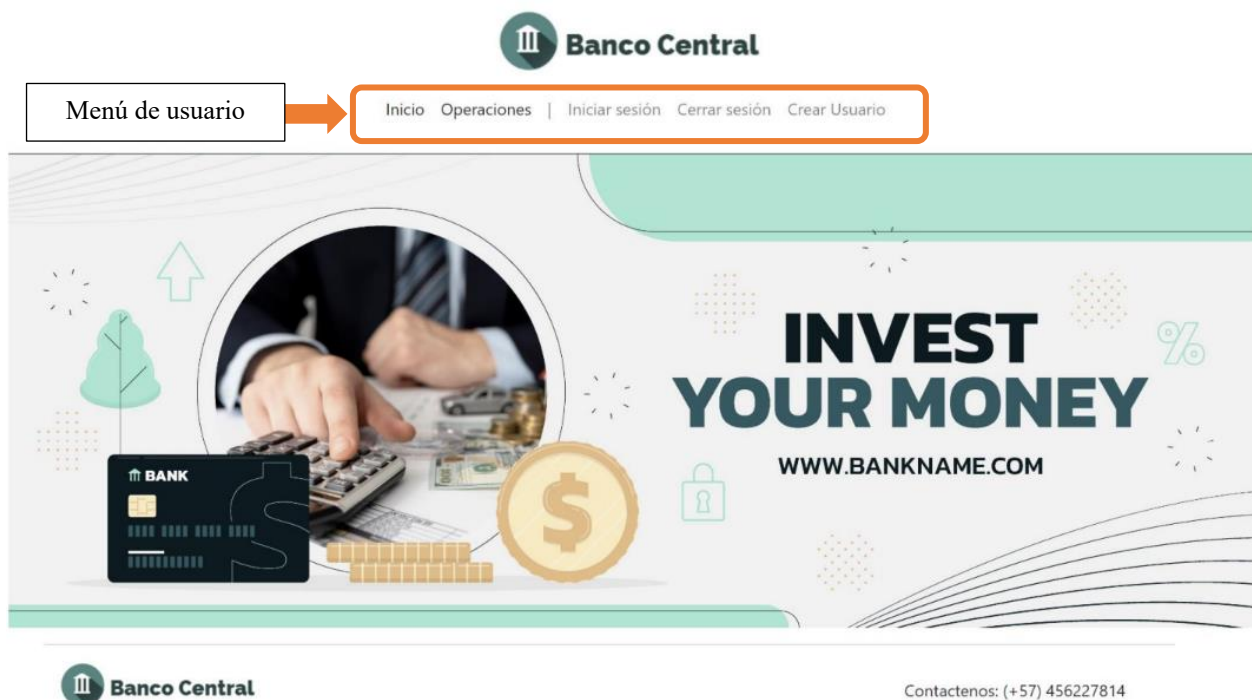 Banco Central
Menú de usuario
Inicio Operaciones | Iniciar sesión Cerrar sesión Crear Usuario
INVEST
YOUR MONEY
WWW.BANKNAME.COM
BANK
$
%
100
Banco Central
Contactenos: (+57) 456227814